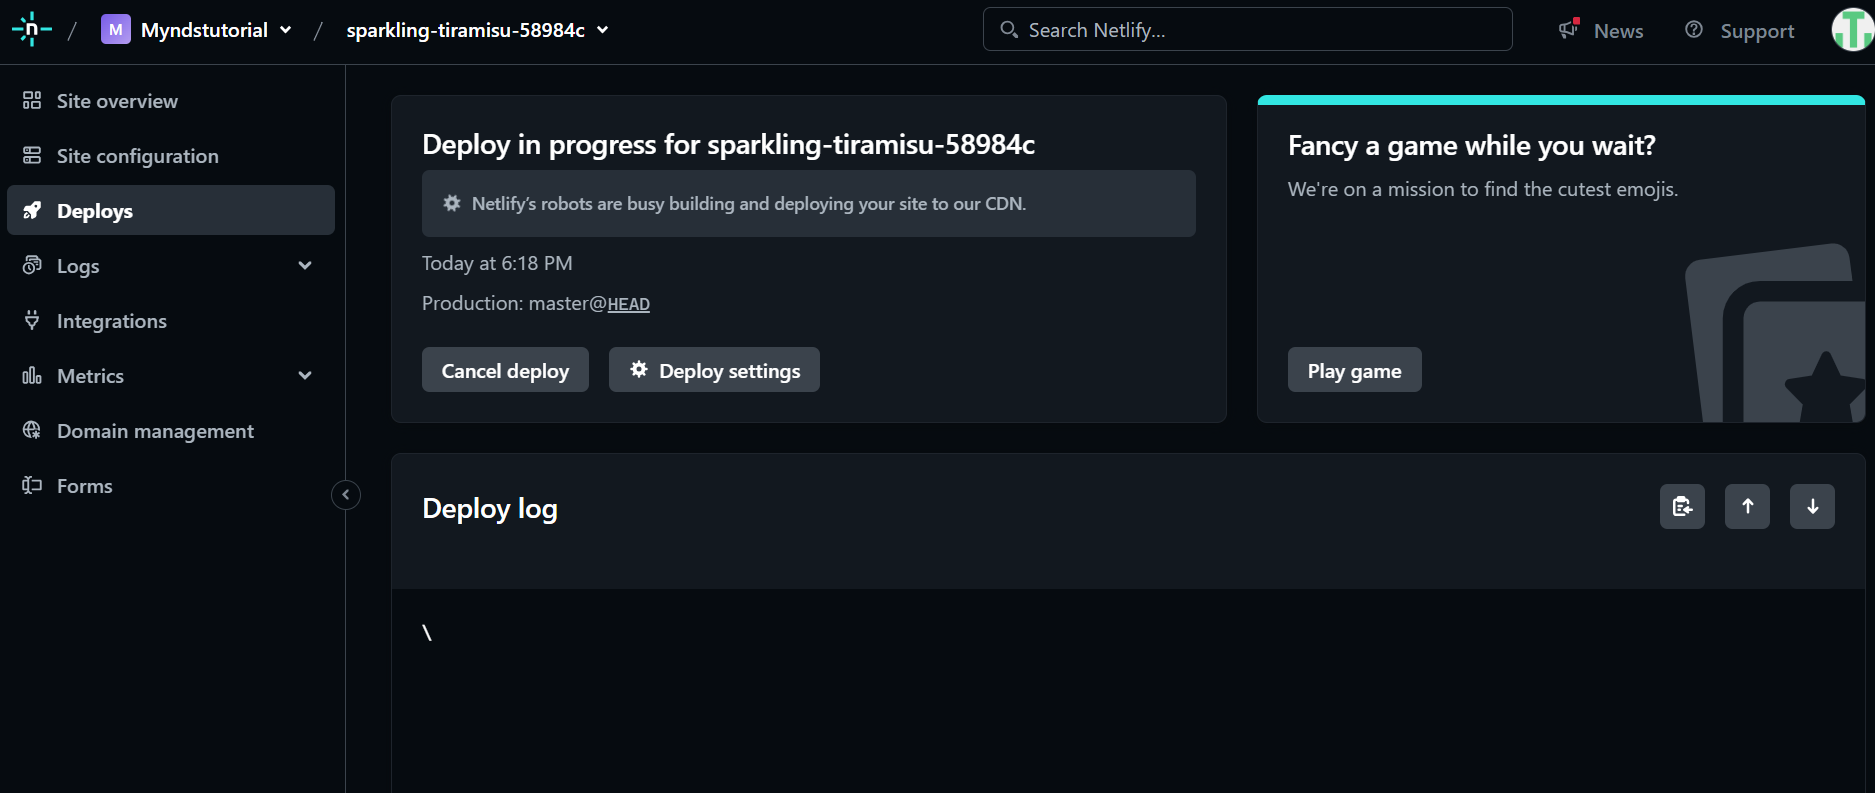 n / M Myndstutorial / sparkling-tiramisu-58984c Search Netlify... News Support
Site overview
Site configuration
Deploys
Logs
Integrations
Metrics
Domain management
Forms
Deploy in progress for sparkling-tiramisu-58984c
Netlify's robots are busy building and deploying your site to our CDN.
Today at 6:18 PM
Production: master@HEAD
Cancel deploy Deploy settings
Fancy a game while you wait?
We're on a mission to find the cutest emojis.
Play game
Deploy log
\